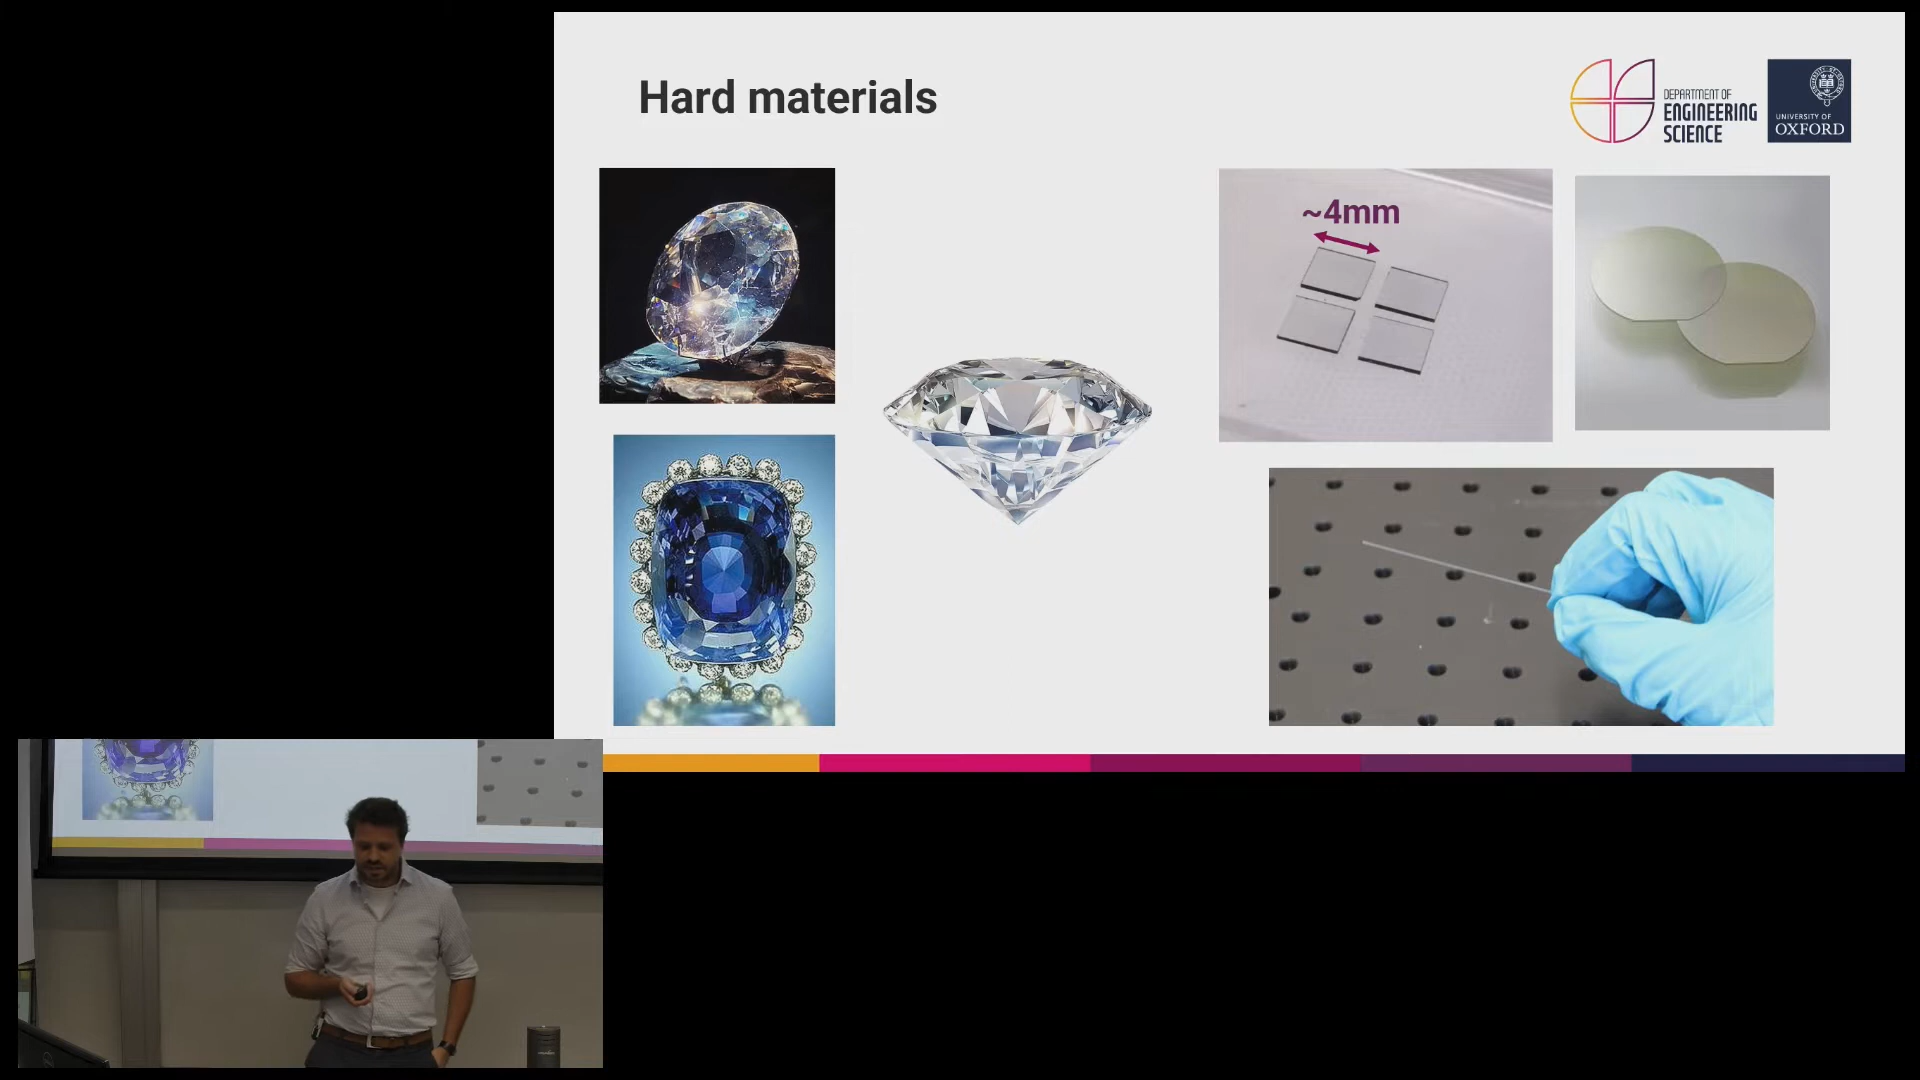 Hard materials
DEPARTMENT OF
ENGINEERING
SCIENCE
UNIVERSITY OF
OXFORD
~4mm